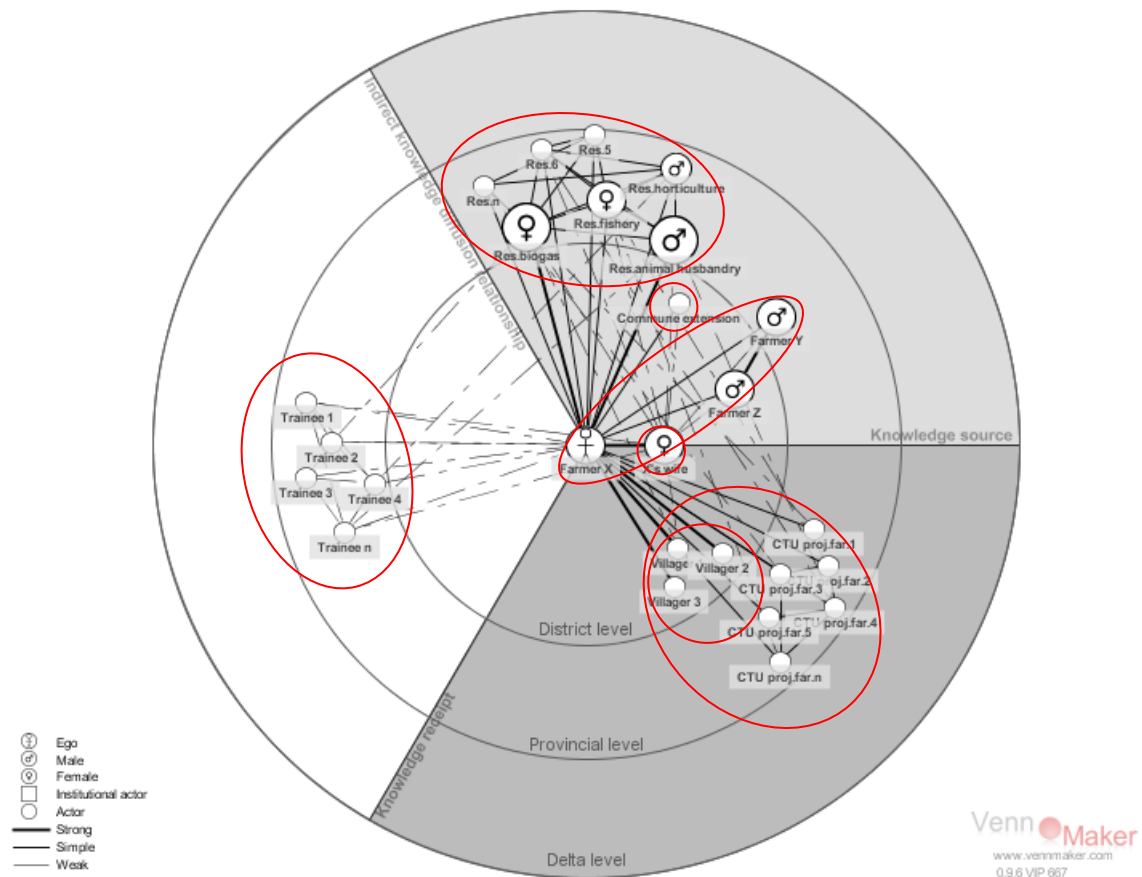 Indirect knowledge diffusion relationship
Res.5
Res.6
Res.horticulture
Res.n
Res.fishery
Res.biogas
Res.animal husbandry
Commune extension
Farmer Y
Farmer Z
Knowledge source
Farmer X
X's wire
Trainee 1
Trainee 2
Trainee 3
Trainee 4
Trainee n
CTU proj.far.1
Villager
Villager 2
CTU proj.far.2
CTU proj.far.3
Villager 3
CTU proj.far.4
CTU proj.far.5
CTU proj.far.n
District level
Knowledge receipt
Provincial level
Delta level
Ego
Male
Female
Institutional actor
Actor
Strong
Simple
Weak
Venn Maker
www.vennmaker.com
0.9.6 VIP 667